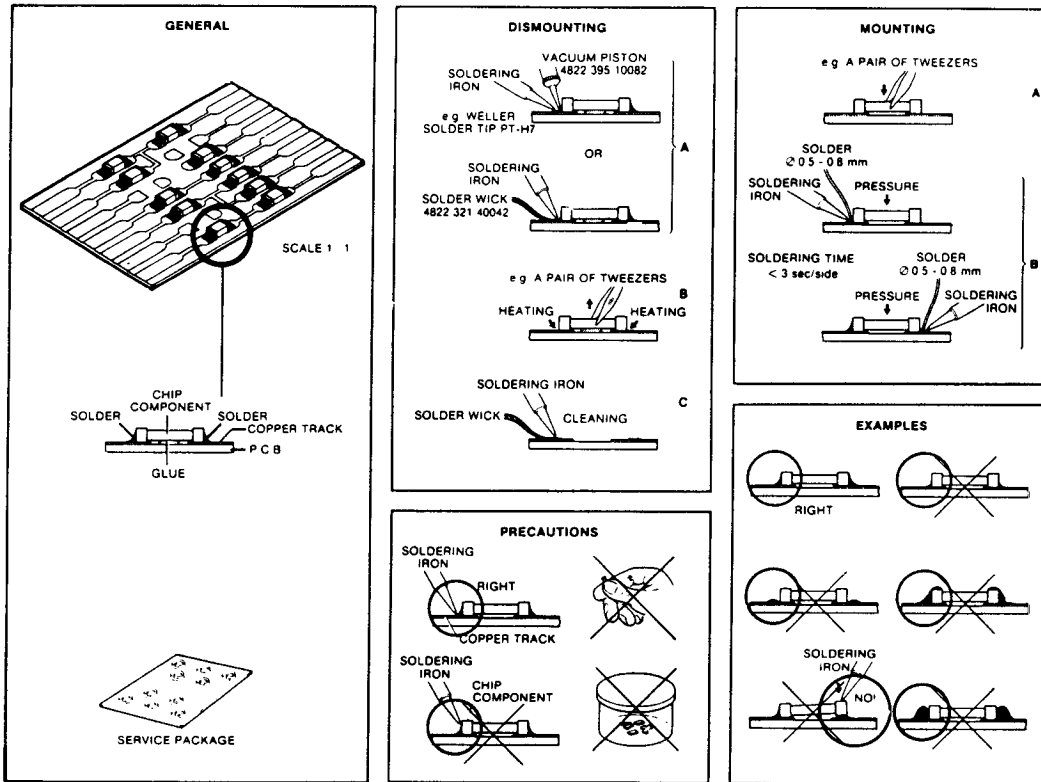 GENERAL
SCALE 1 1
CHIP
COMPONENT
SOLDER
SOLDER
COPPER TRACK
P C B
GLUE
SERVICE PACKAGE
DISMOUNTING
VACUUM PISTON
4822 395 10082
SOLDERING
IRON
e g WELLER
SOLDER TIP PT-H7
OR
SOLDERING
IRON
SOLDER WICK
4822 321 40042
A
e g A PAIR OF TWEEZERS
B
HEATING
HEATING
SOLDERING IRON
C
SOLDER WICK
CLEANING
PRECAUTIONS
SOLDERING
IRON
RIGHT
COPPER TRACK
SOLDERING
IRON
CHIP
COMPONENT
MOUNTING
e g A PAIR OF TWEEZERS
A
SOLDER
Ø 0 5 - 0 8 mm
SOLDERING
IRON
PRESSURE
SOLDERING TIME
< 3 sec/side
SOLDER
Ø 0 5 - 0 8 mm
B
PRESSURE
SOLDERING
IRON
EXAMPLES
RIGHT
SOLDERING
IRON
NO!